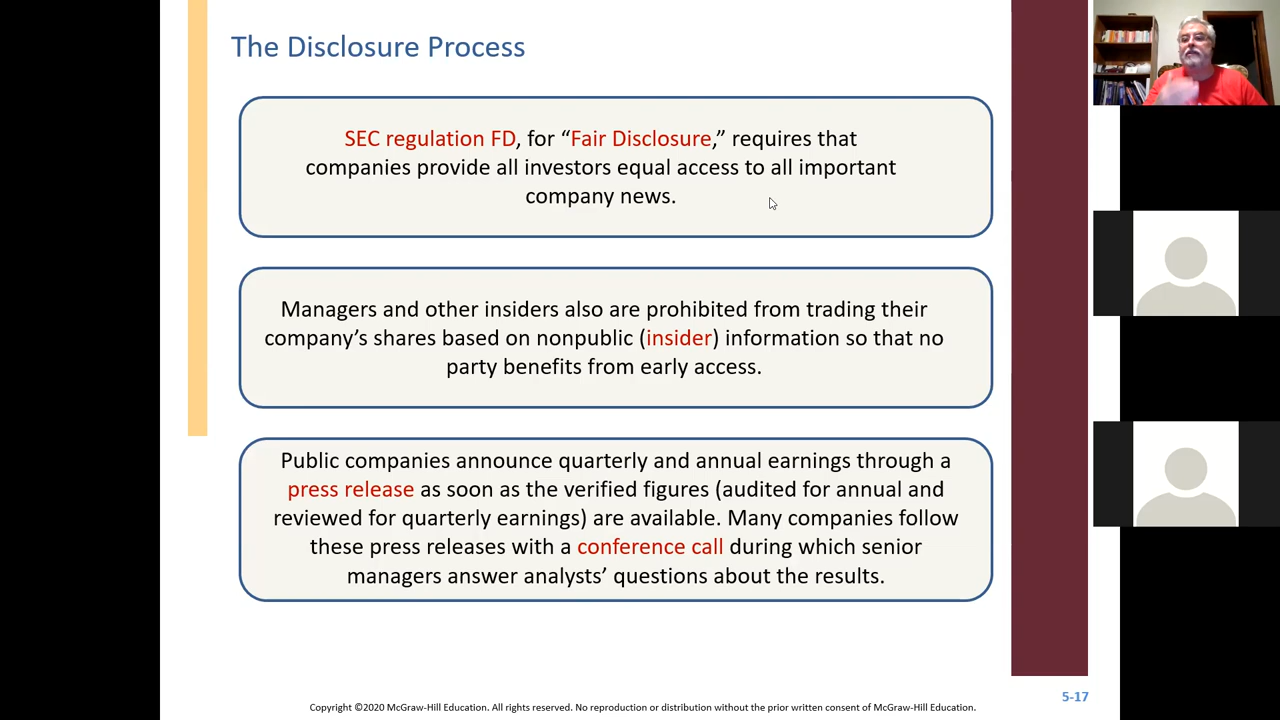 The Disclosure Process
SEC regulation FD, for “Fair Disclosure,” requires that
companies provide all investors equal access to all important
company news.
Managers and other insiders also are prohibited from trading their
company’s shares based on nonpublic (insider) information so that no
party benefits from early access.
Public companies announce quarterly and annual earnings through a
press release as soon as the verified figures (audited for annual and
reviewed for quarterly earnings) are available. Many companies follow
these press releases with a conference call during which senior
managers answer analysts’ questions about the results.
5-17
Copyright ©2020 McGraw-Hill Education. All rights reserved. No reproduction or distribution without the prior written consent of McGraw-Hill Education.